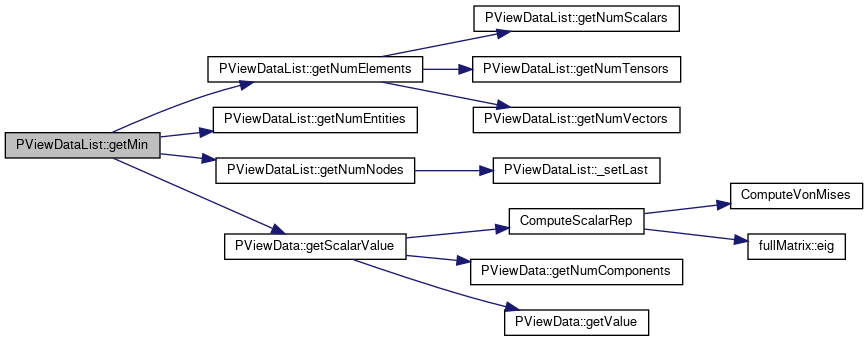 PViewDataList::getMin
PViewDataList::getNumElements
PViewDataList::getNumScalars
PViewDataList::getNumTensors
PViewDataList::getNumVectors
PViewDataList::getNumEntities
PViewDataList::getNumNodes
PViewDataList::_setLast
PViewData::getScalarValue
ComputeScalarRep
ComputeVonMises
fullMatrix::eig
PViewData::getNumComponents
PViewData::getValue